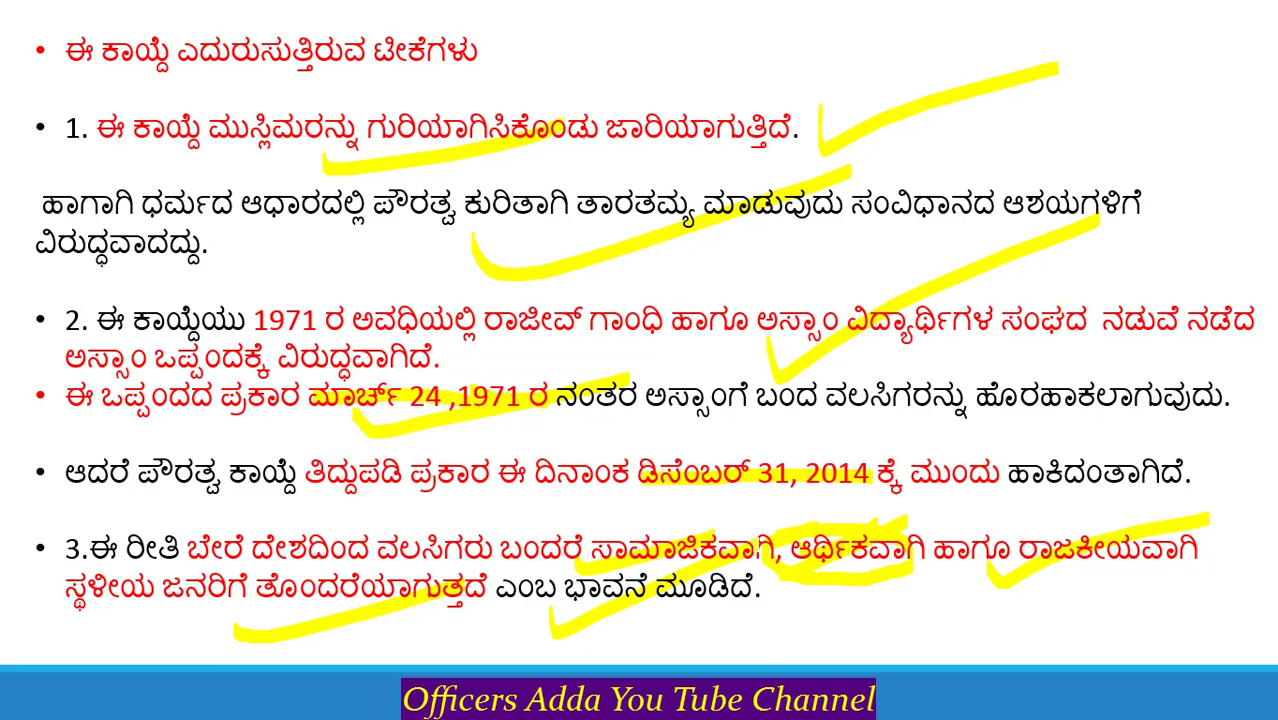 • ಈ ಕಾಯ್ದೆ ಎದುರುಸುತ್ತಿರುವ ಟೀಕೆಗಳು
• 1. ಈ ಕಾಯ್ದೆ ಮುಸ್ಲಿಮರನ್ನು ಗುರಿಯಾಗಿಸಿಕೊಂಡು ಜಾರಿಯಾಗುತ್ತಿದೆ.
ಹಾಗಾಗಿ ಧರ್ಮದ ಆಧಾರದಲ್ಲಿ ಪೌರತ್ವ ಕುರಿತಾಗಿ ತಾರತಮ್ಯ ಮಾಡುವುದು ಸಂವಿಧಾನದ ಆಶಯಗಳಿಗೆ
ವಿರುದ್ಧವಾದದ್ದು.
• 2. ಈ ಕಾಯ್ದೆಯು 1971 ರ ಅವಧಿಯಲ್ಲಿ ರಾಜೀವ್ ಗಾಂಧಿ ಹಾಗೂ ಅಸ್ಸಾಂ ವಿದ್ಯಾರ್ಥಿಗಳ ಸಂಘದ ನಡುವೆ ನಡೆದ
ಅಸ್ಸಾಂ ಒಪ್ಪಂದಕ್ಕೆ ವಿರುದ್ಧವಾಗಿದೆ.
• ಈ ಒಪ್ಪಂದದ ಪ್ರಕಾರ ಮಾರ್ಚ್ 24 ,1971 ರ ನಂತರ ಅಸ್ಸಾಂಗೆ ಬಂದ ವಲಸಿಗರನ್ನು ಹೊರಹಾಕಲಾಗುವುದು.
• ಆದರೆ ಪೌರತ್ವ ಕಾಯ್ದೆ ತಿದ್ದುಪಡಿ ಪ್ರಕಾರ ಈ ದಿನಾಂಕ ಡಿಸೆಂಬರ್ 31, 2014 ಕ್ಕೆ ಮುಂದು ಹಾಕಿದಂತಾಗಿದೆ.
• 3.ಈ ರೀತಿ ಬೇರೆ ದೇಶದಿಂದ ವಲಸಿಗರು ಬಂದರೆ ಸಾಮಾಜಿಕವಾಗಿ, ಆರ್ಥಿಕವಾಗಿ ಹಾಗೂ ರಾಜಕೀಯವಾಗಿ
ಸ್ಥಳೀಯ ಜನರಿಗೆ ತೊಂದರೆಯಾಗುತ್ತದೆ ಎಂಬ ಭಾವನೆ ಮೂಡಿದೆ.
Officers Adda You Tube Channel